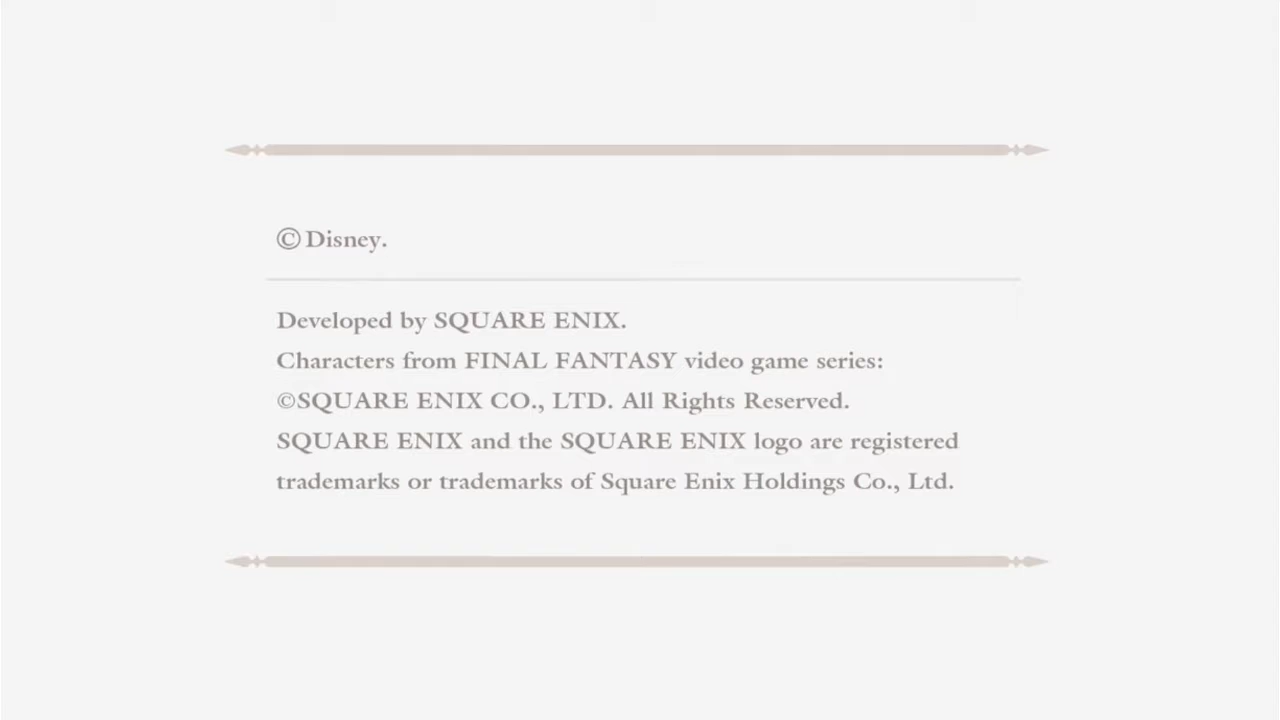 © Disney.
Developed by SQUARE ENIX.
Characters from FINAL FANTASY video game series:
©SQUARE ENIX CO., LTD. All Rights Reserved.
SQUARE ENIX and the SQUARE ENIX logo are registered
trademarks or trademarks of Square Enix Holdings Co., Ltd.